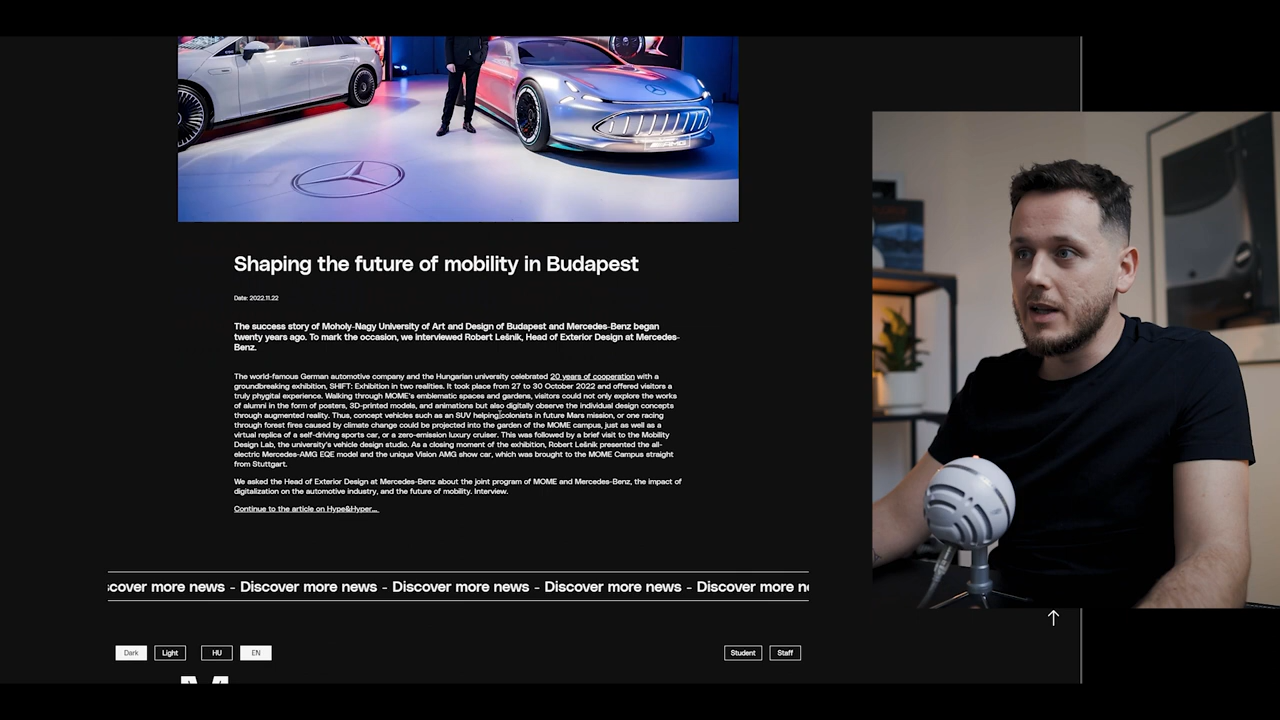 Shaping the future of mobility in Budapest
Date: 2022.11.22
The success story of Moholy-Nagy University of Art and Design of Budapest and Mercedes-Benz began
twenty years ago. To mark the occasion, we interviewed Robert Lešnik, Head of Exterior Design at Mercedes-
Benz.
The world-famous German automotive company and the Hungarian university celebrated 20 years of cooperation with a
groundbreaking exhibition, SHIFT: Exhibition in two realities. It took place from 27 to 30 October 2022 and offered visitors a
truly phygital experience. Walking through MOME's emblematic spaces and gardens, visitors could not only explore the works
of alumni in the form of posters, 3D-printed models, and animations but also digitally observe the individual design concepts
through augmented reality. Thus, concept vehicles such as an SUV helping colonists in future Mars mission, or one racing
through forest fires caused by climate change could be projected into the garden of the MOME campus, just as well as a
virtual replica of a self-driving sports car, or a zero-emission luxury cruiser. This was followed by a brief visit to the Mobility
Design Lab, the university's vehicle design studio. As a closing moment of the exhibition, Robert Lešnik presented the all-
electric Mercedes-AMG EQE model and the unique Vision AMG show car, which was brought to the MOME Campus straight
from Stuttgart.
We asked the Head of Exterior Design at Mercedes-Benz about the joint program of MOME and Mercedes-Benz, the impact of
digitalization on the automotive industry, and the future of mobility. Interview.
Continue to the article on Hype&Hyper...
scover more news - Discover more news - Discover more news - Discover more news - Discover more ne
Dark Light HU EN Student Staff